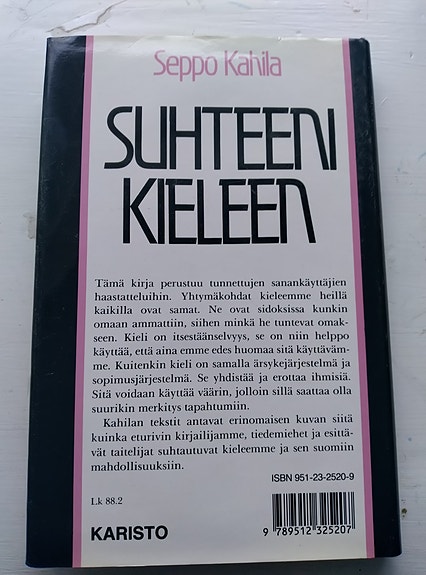 Seppo Kahila
SUHTEENI
KIELEEN
Tämä kirja perustuu tunnettujen sanankäyttäjien
haastatteluihin. Yhtymäkohdat kieleemme heillä
kaikilla ovat samat. Ne ovat sidoksissa kunkin
omaan ammattiin, siihen minkä he tuntevat omak-
seen. Kieli on itsestäänselvyys, se on niin helppo
käyttää, että aina emme edes huomaa sitä käyttäväm-
me. Kuitenkin kieli on samalla ärsykejärjestelmä ja
sopimusjärjestelmä. Se yhdistää ja erottaa ihmisiä.
Sitä voidaan käyttää väärin, jolloin sillä saattaa olla
suurikin merkitys tapahtumiin.
Kahilan tekstit antavat erinomaisen kuvan siitä
kuinka eturivin kirjailijamme, tiedemiehet ja esittä-
vät taitelijat suhtautuvat kieleemme ja sen suomiin
mahdollisuuksiin.
ISBN 951-23-2520-9
Lk 88.2
KARISTO
9 789512 325207